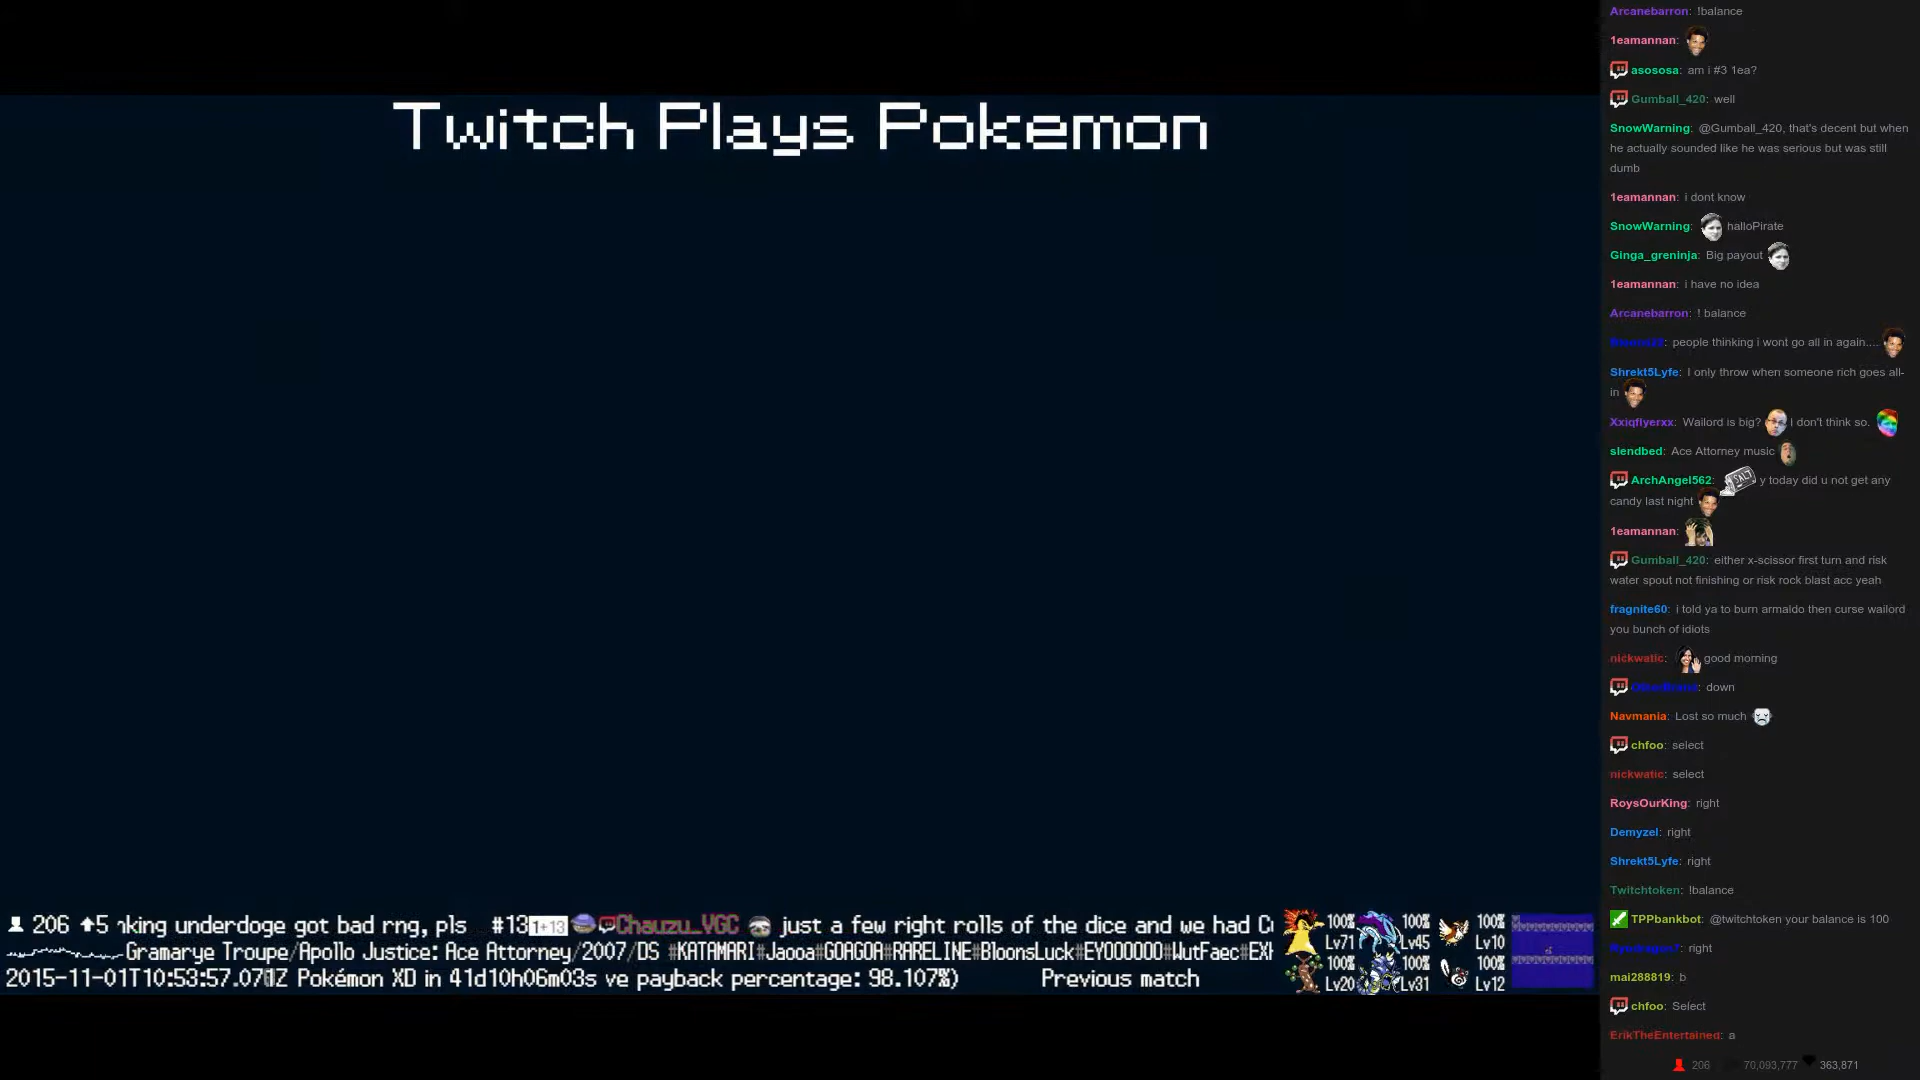 Twitch Plays Pokemon
206 5 nking underdoge got bad rng, pls #13 1+13 Chauzu_VGC just a few right rolls of the dice and we had
Gramarye Troupe/Apollo Justice: Ace Attorney/2007/DS #KATAMARI#Jaooa#GOAGOA#RARELINE#BloonsLuck#EYOOOOOO#WutFaec#EXH
2015-11-01T10:53:57.07 Z Pokémon XD in 41d10h06m03s ve payback percentage: 98.107%) Previous match
100% 100% 100%
Lv71 Lv45 Lv10
100% 100% 100%
Lv20 Lv31 Lv12
Arcanebarron: !balance
1eamannan:
asososa: am i #3 1ea?
Gumball_420: well
SnowWarning: @Gumball_420, that's decent but when
he actually sounded like he was serious but was still
dumb
1eamannan: i dont know
SnowWarning: halloPirate
Ginga_greninja: Big payout
1eamannan: i have no idea
Arcanebarron: ! balance
: people thinking i wont go all in again....
Shrekt5Lyfe: I only throw when someone rich goes all-
in
Xxiqflyerxx: Wailord is big? I don't think so.
slendbed: Ace Attorney music
ArchAngel562: SALT y today did u not get any
candy last night
1eamannan:
Gumball_420: either x-scissor first turn and risk
water spout not finishing or risk rock blast acc yeah
fragnite60: i told ya to burn armaldo then curse wailord
you bunch of idiots
nickwatic: good morning
: down
Navmania: Lost so much
chfoo: select
nickwatic: select
RoysOurKing: right
Demyzel: right
Shrekt5Lyfe: right
Twitchtoken: !balance
TPPbankbot: @twitchtoken your balance is 100
: right
mai288819: b
chfoo: Select
ErikTheEntertained: a
206 70,093,777 363,871